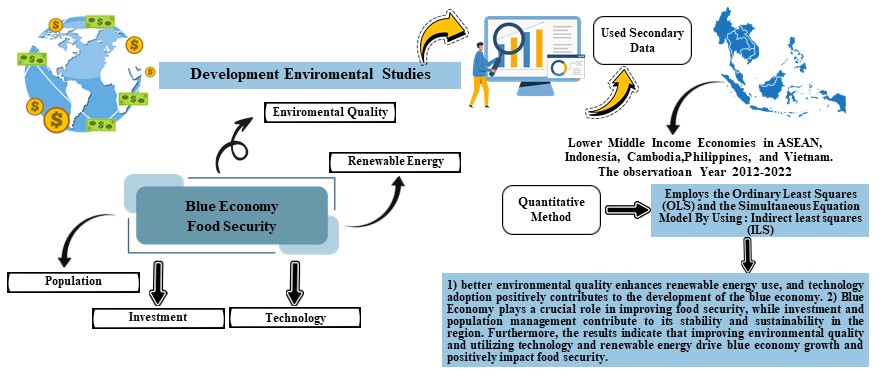 Development Enviromental Studies
Used Secondary
Data
Enviromental Quality
Renewable Energy
Blue Economy
Food Security
Population
Investment
Technology
Lower Middle Income Economies in ASEAN,
Indonesia, Cambodia,Philippines, and Vietnam.
The observatioan Year 2012-2022
Quantitative
Method
Employs the Ordinary Least Squares
(OLS) and the Simultaneous Equation
Model By Using : Indirect least squares
(ILS)
1) better environmental quality enhances renewable energy use, and technology
adoption positively contributes to the development of the blue economy. 2) Blue
Economy plays a crucial role in improving food security, while investment and
population management contribute to its stability and sustainability in the
region. Furthermore, the results indicate that improving environmental quality
and utilizing technology and renewable energy drive blue economy growth and
positively impact food security.